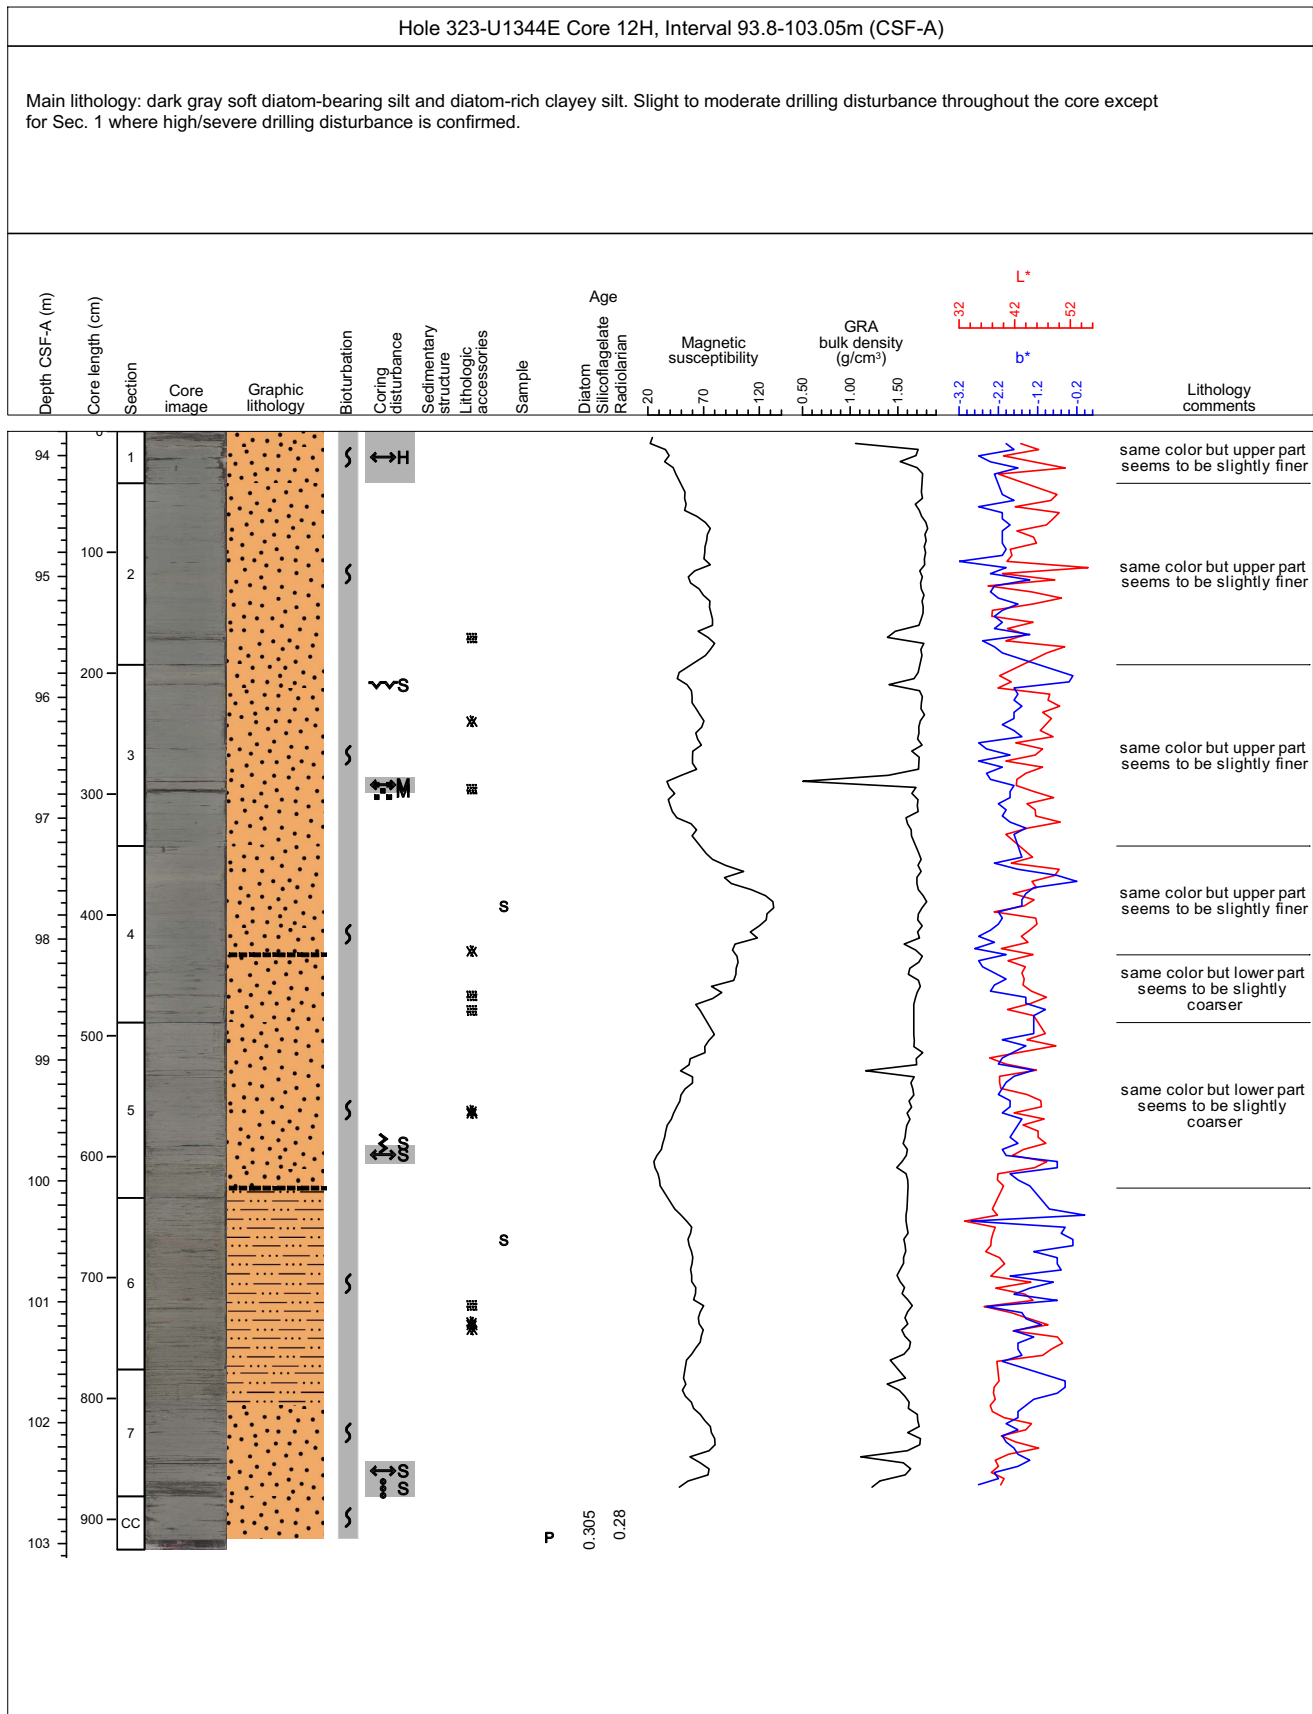 Hole 323-U1344E Core 12H, Interval 93.8-103.05m (CSF-A)
Main lithology: dark gray soft diatom-bearing silt and diatom-rich clayey silt. Slight to moderate drilling disturbance throughout the core except
for Sec. 1 where high/severe drilling disturbance is confirmed.
Depth CSF-A (m)
Core length (cm)
Section
Core
image
Graphic
lithology
Bioturbation
Coring
disturbance
Sedimentary
structure
Lithologic
accessories
Sample
Age
Diatom
Silicoflagelate
Radiolarian
Magnetic
susceptibility
20 70 120
GRA
bulk density
(g/cm³)
0.50 1.00 1.50
L*
32 42 52
b*
-3.2 -2.2 -1.2 -0.2
Lithology
comments
94
95
96
97
98
99
100
101
102
103
0
100
200
300
400
500
600
700
800
900
1
2
3
4
5
6
7
CC
H
S
M
M
S
S
S
S
S
S
P
0.305
0.28
same color but upper part
seems to be slightly finer
same color but upper part
seems to be slightly finer
same color but upper part
seems to be slightly finer
same color but upper part
seems to be slightly finer
same color but lower part
seems to be slightly
coarser
same color but lower part
seems to be slightly
coarser